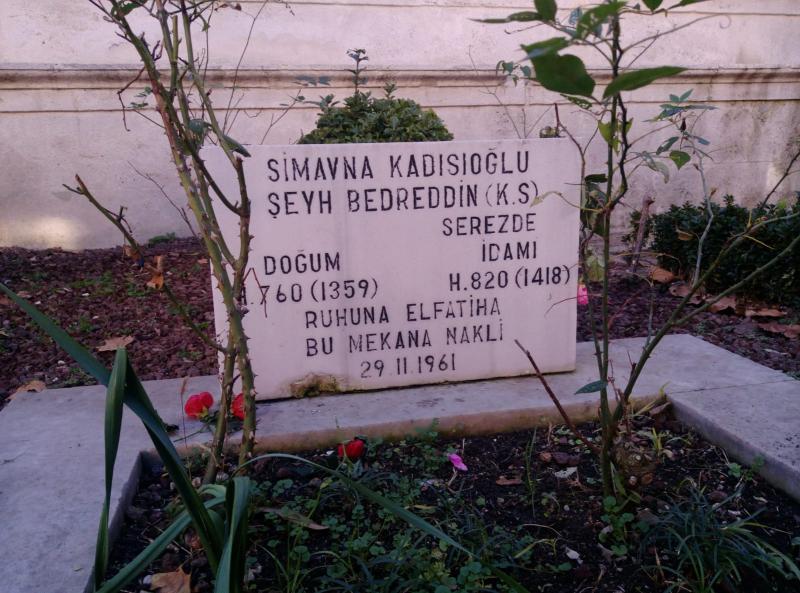 SİMAVNA KADISIOĞLU
ŞEYH BEDREDDİN (K.S)
SEREZDE
DOĞUM İDAMI
H.760 (1359) H.820 (1418)
RUHUNA ELFATİHA
BU MEKANA NAKLİ
29 11.1961